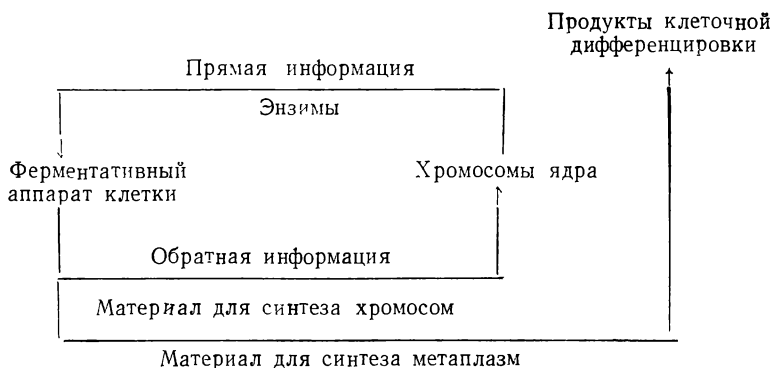 Продукты клеточной
дифференцировки
Прямая информация
Энзимы
Ферментативный
аппарат клетки
Хромосомы ядра
Обратная информация
Материал для синтеза хромосом
Материал для синтеза метаплазм